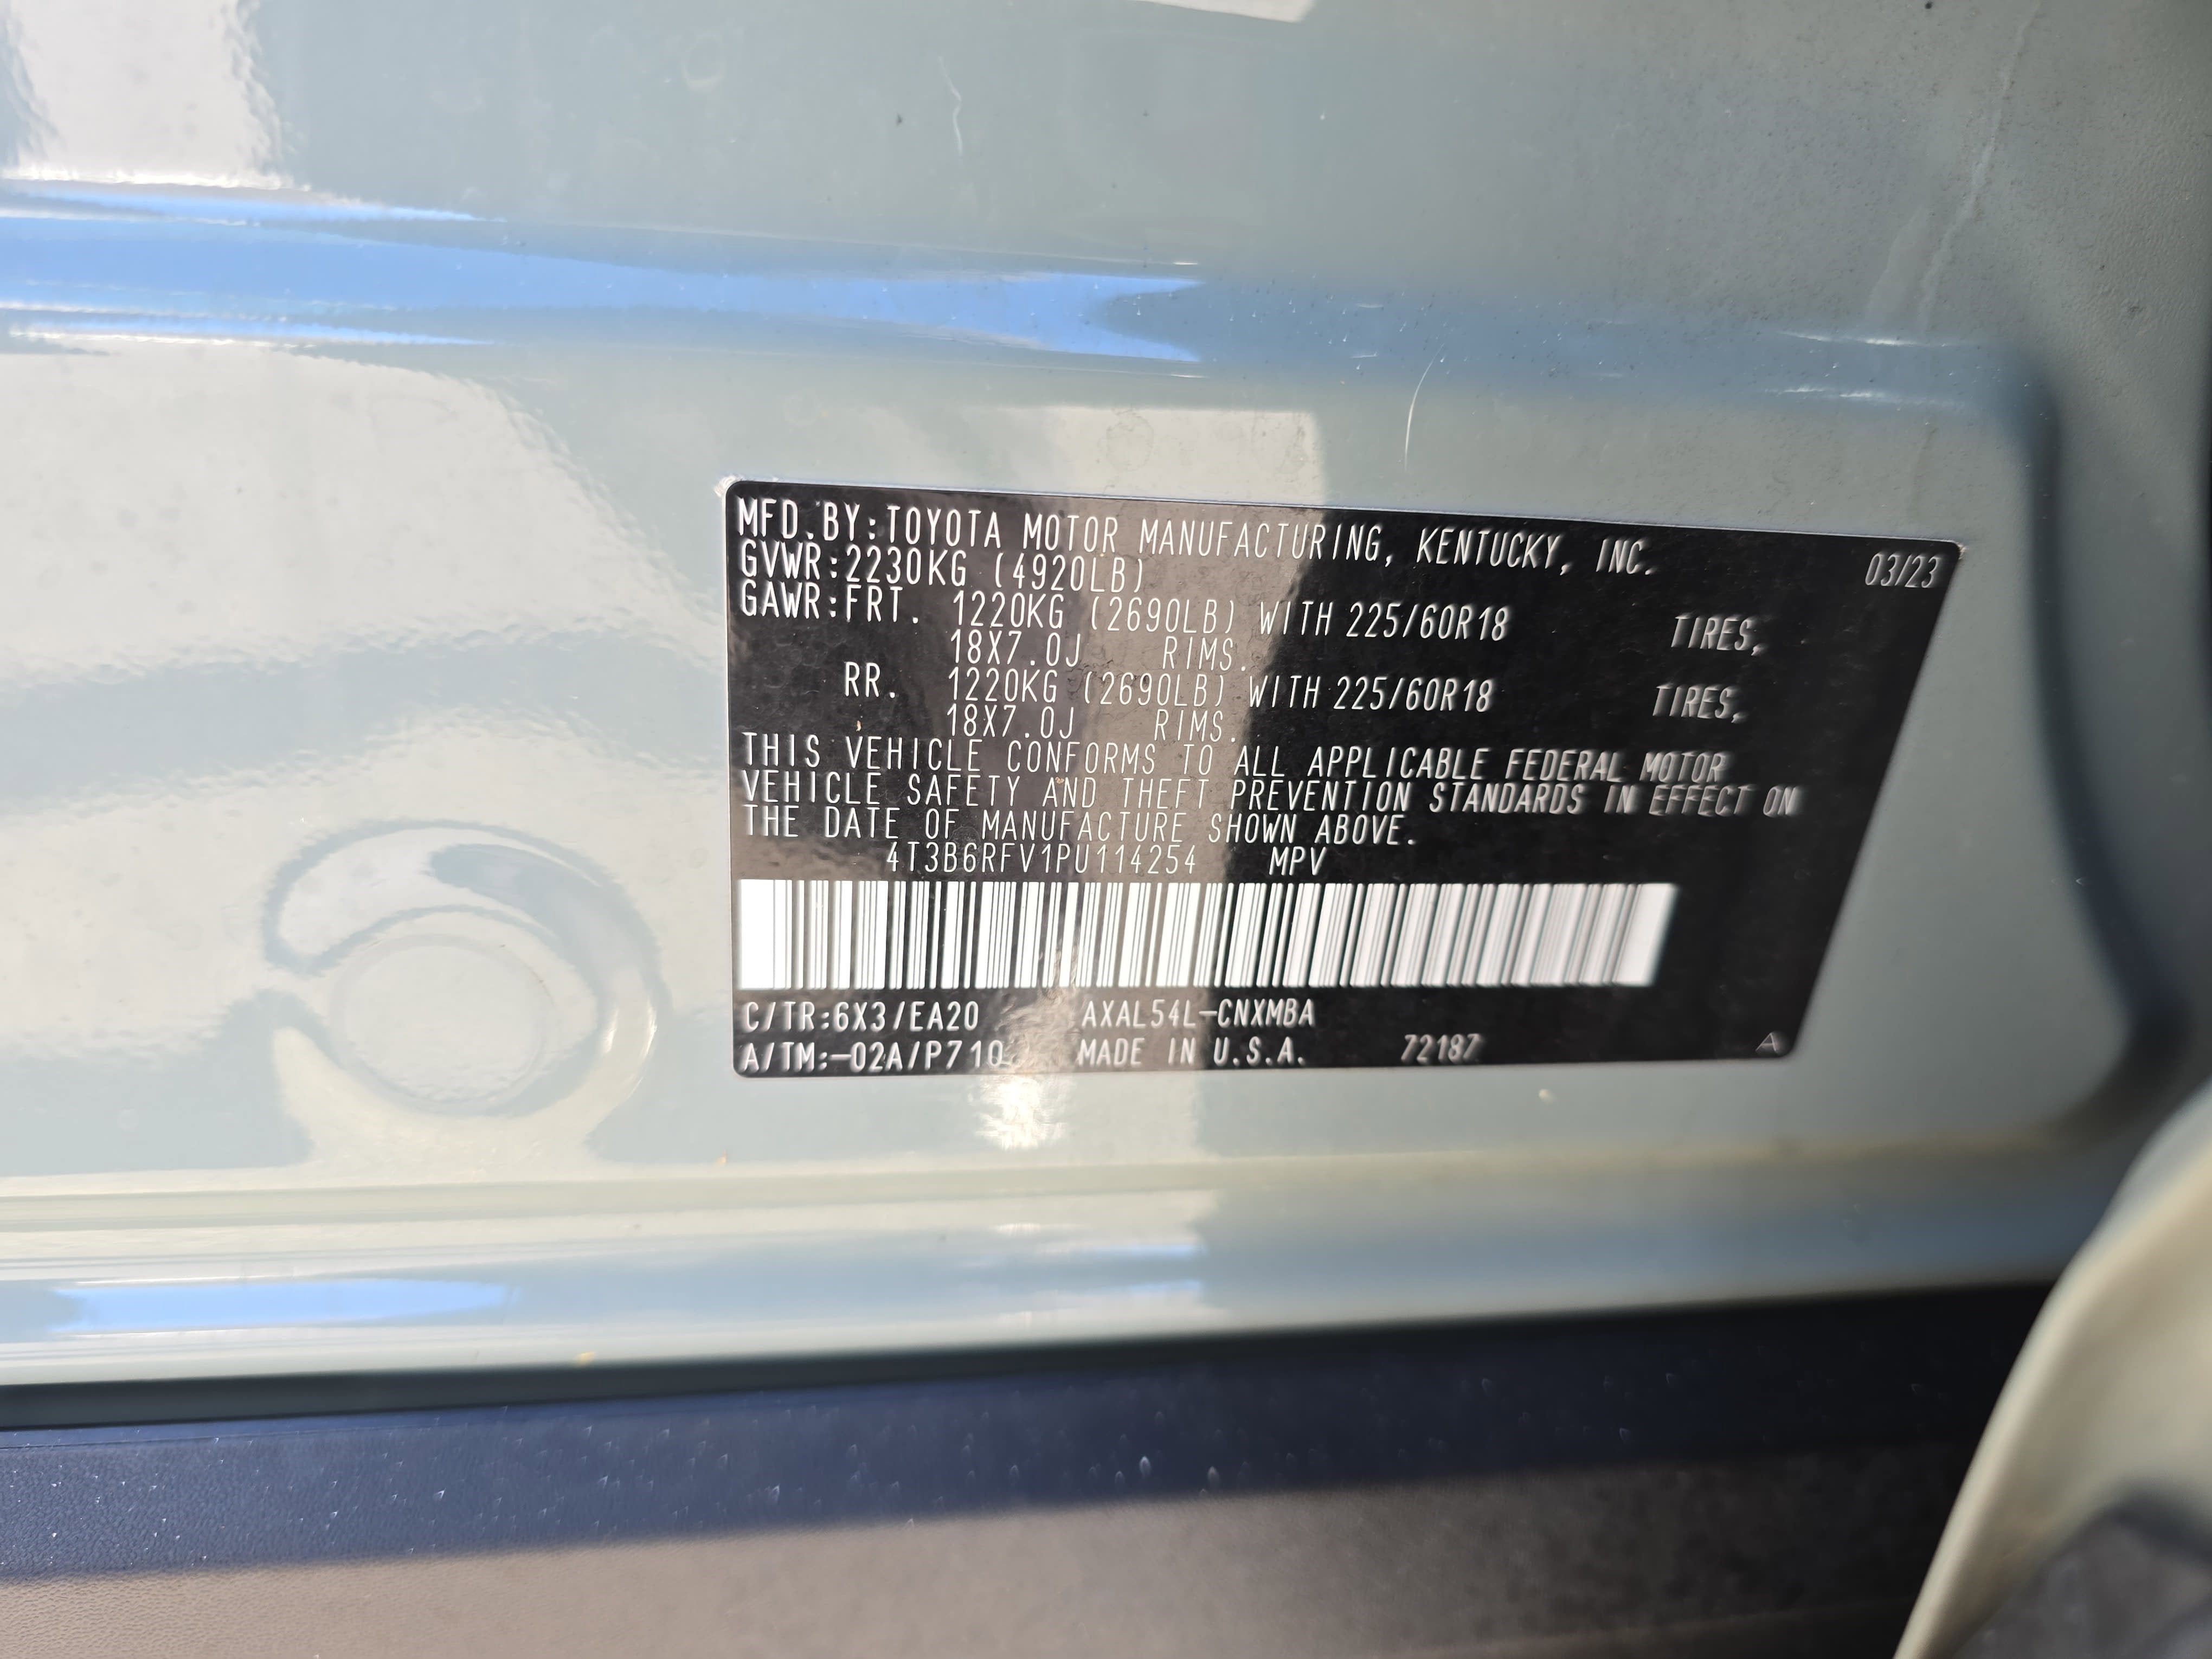 MFD.BY:TOYOTA MOTOR MANUFACTURING, KENTUCKY, INC. 03/23
GVWR:2230KG (4920LB)
GAWR:FRT. 1220KG (2690LB) WITH 225/60R18 TIRES,
18X7.0J RIMS.
RR. 1220KG (2690LB) WITH 225/60R18 TIRES,
18X7.0J RIMS.
THIS VEHICLE CONFORMS TO ALL APPLICABLE FEDERAL MOTOR
VEHICLE SAFETY AND THEFT PREVENTION STANDARDS IN EFFECT ON
THE DATE OF MANUFACTURE SHOWN ABOVE.
4T3B6RFV1PU114254 MPV
C/TR:6X3/EA20 AXAL54L-CNXMBA
A/TM:-02A/P710 MADE IN U.S.A. 72187 A